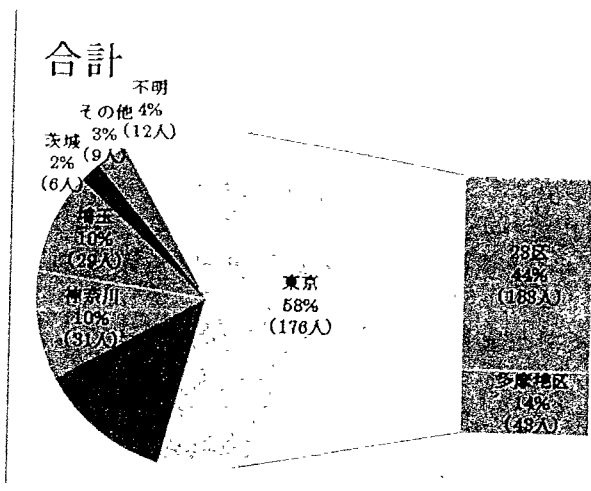 合計
不明
4%
(12人)
その他
3%
(9人)
茨城
2%
(6人)
埼玉
10%
(29人)
神奈川
10%
(31人)
東京
58%
(176人)
23区
44%
多摩地区
14%
(43人)